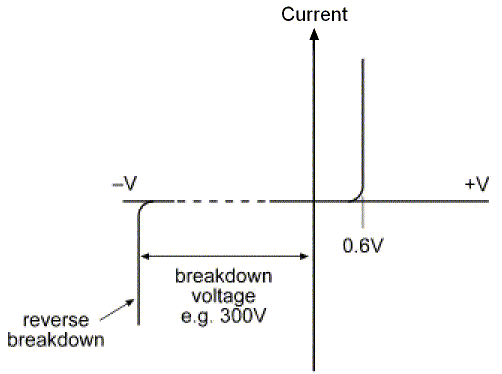 Current
–V
+V
0.6V
breakdown
voltage
e.g. 300V
reverse
breakdown